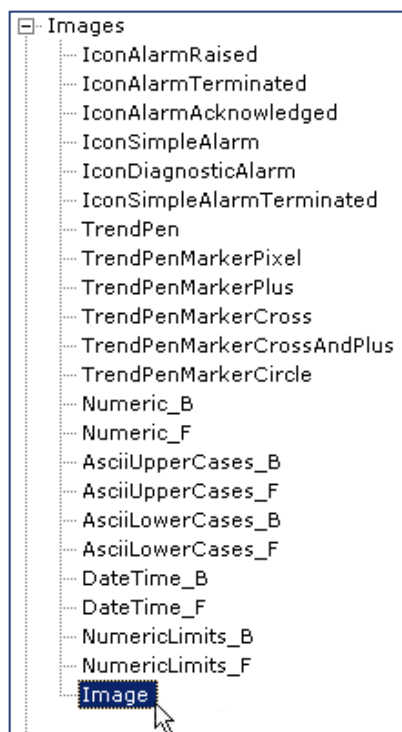 Images
IconAlarmRaised
IconAlarmTerminated
IconAlarmAcknowledged
IconSimpleAlarm
IconDiagnosticAlarm
IconSimpleAlarmTerminated
TrendPen
TrendPenMarkerPixel
TrendPenMarkerPlus
TrendPenMarkerCross
TrendPenMarkerCrossAndPlus
TrendPenMarkerCircle
Numeric_B
Numeric_F
AsciiUpperCases_B
AsciiUpperCases_F
AsciiLowerCases_B
AsciiLowerCases_F
DateTime_B
DateTime_F
NumericLimits_B
NumericLimits_F
Image